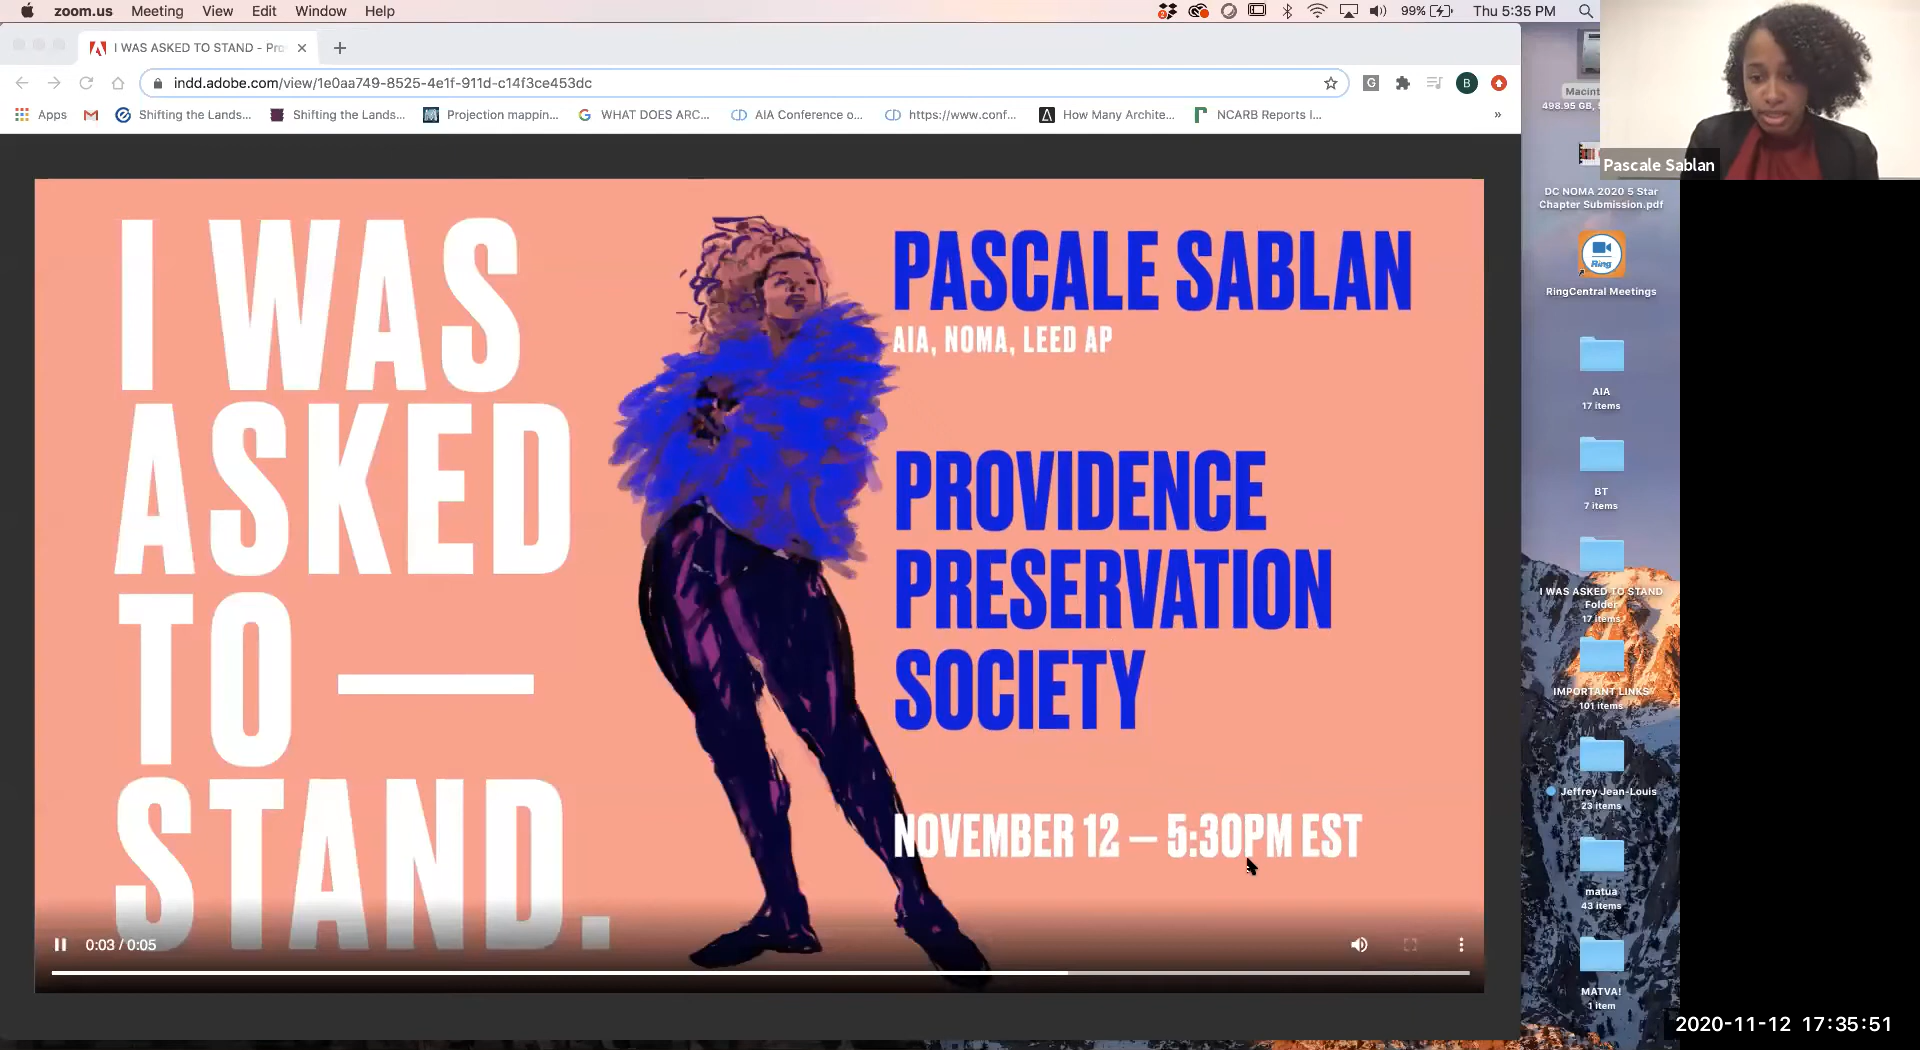 zoom.us Meeting View Edit Window Help
99% Thu 5:35 PM
I WAS ASKED TO STAND - Pro
indd.adobe.com/view/1e0aa749-8525-4e1f-911d-c14f3ce453dc
B
Apps Shifting the Lands... Shifting the Lands... Projection mappin... WHAT DOES ARC... AIA Conference o... https://www.conf... How Many Archite... NCARB Reports I... »
I WAS
ASKED
TO —
STAND.
PASCALE SABLAN
AIA, NOMA, LEED AP
PROVIDENCE
PRESERVATION
SOCIETY
NOVEMBER 12 — 5:30PM EST
0:03 / 0:05
Macint
498.95 GB,
DC NOMA 2020 5 Star
Chapter Submission.pdf
Ring
RingCentral Meetings
AIA
17 items
BT
7 items
I WAS ASKED TO STAND
Folder
17 items
IMPORTANT LINKS
101 items
Jeffrey Jean-Louis
23 items
matua
43 items
MATVA!
1 item
Pascale Sablan
2020-11-12 17:35:51